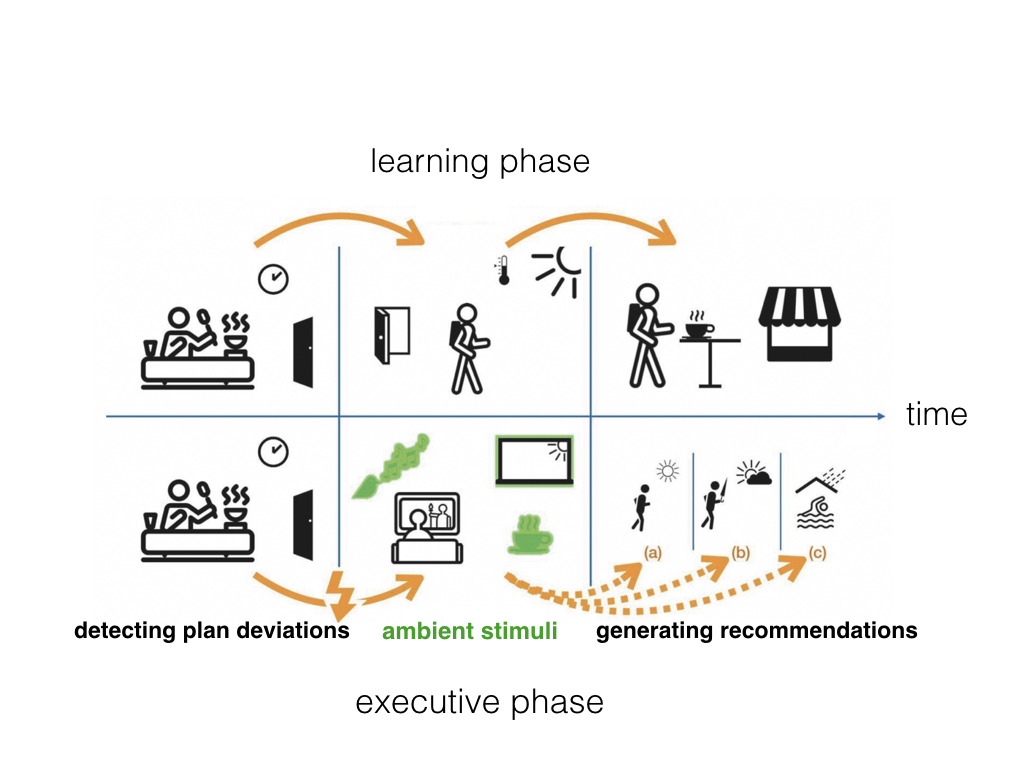 learning phase
time
(a)
(b)
(c)
detecting plan deviations
ambient stimuli
generating recommendations
executive phase